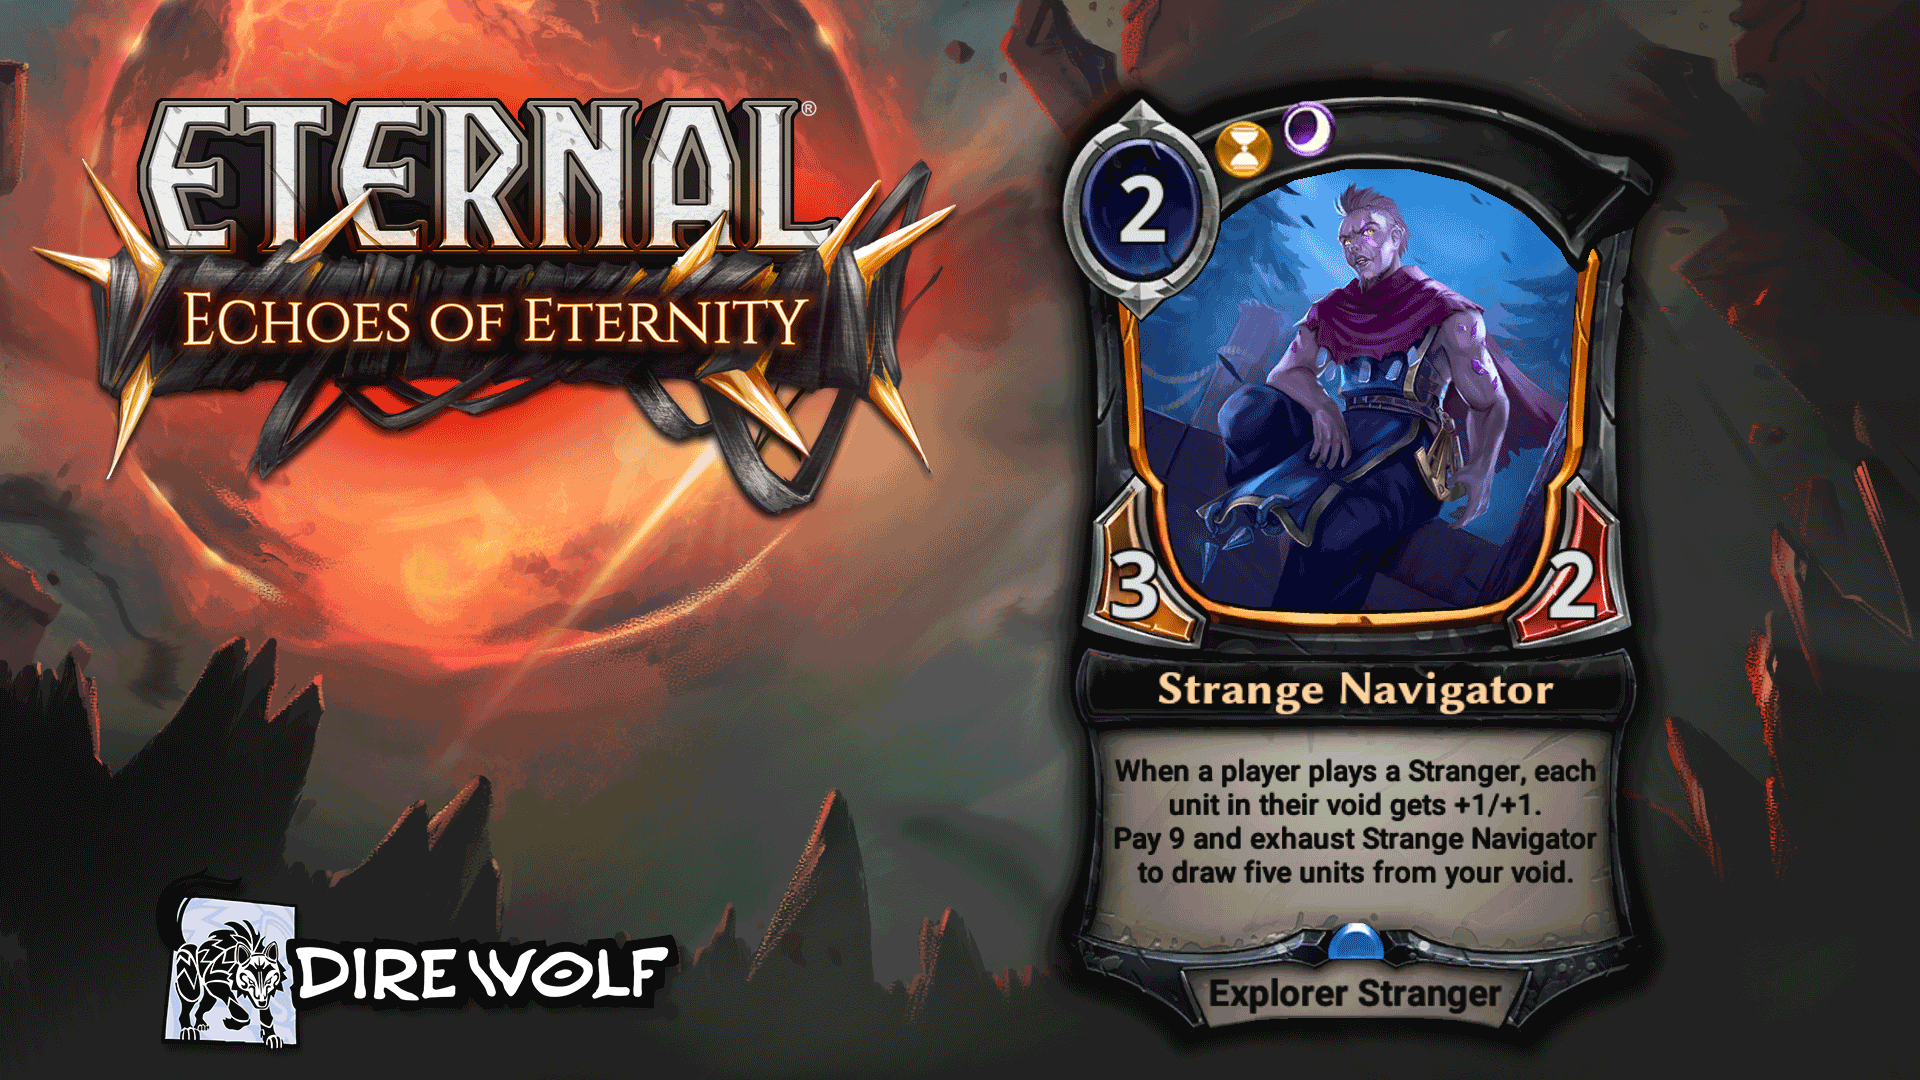 ETERNAL®
ECHOES OF ETERNITY
2
3
2
Strange Navigator
When a player plays a Stranger, each
unit in their void gets +1/+1.
Pay 9 and exhaust Strange Navigator
to draw five units from your void.
Explorer Stranger
DIRE WOLF